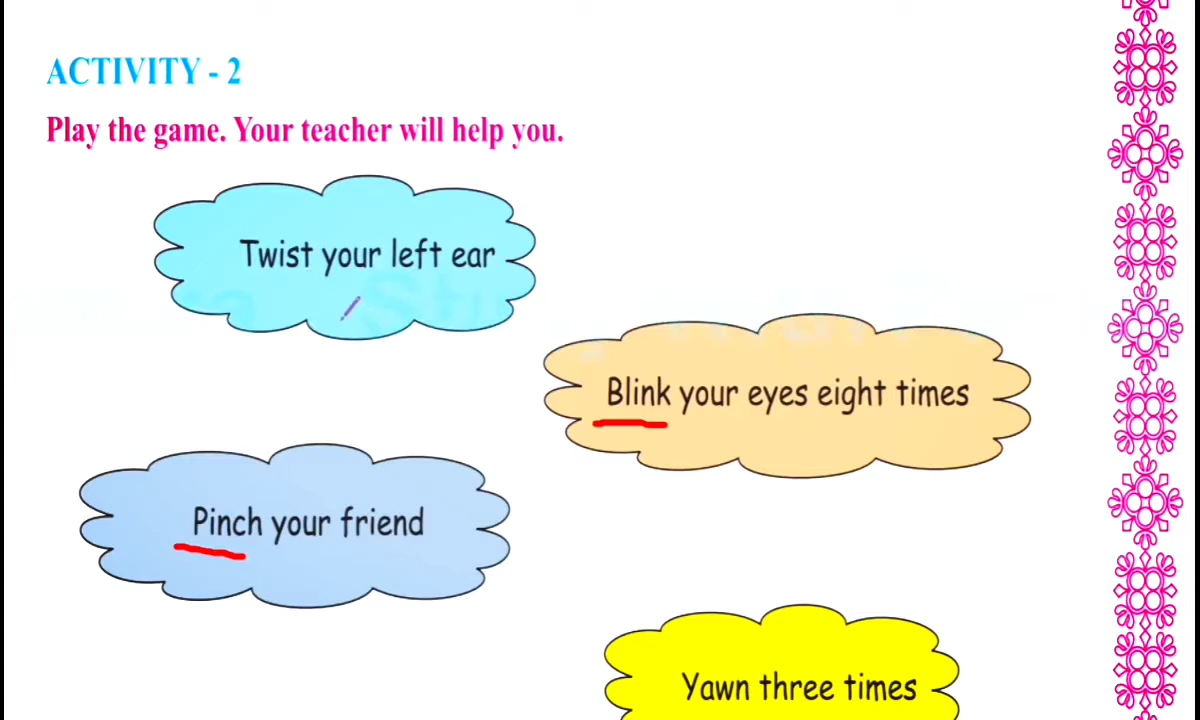 ACTIVITY - 2
Play the game. Your teacher will help you.
Twist your left ear
Blink your eyes eight times
Pinch your friend
Yawn three times